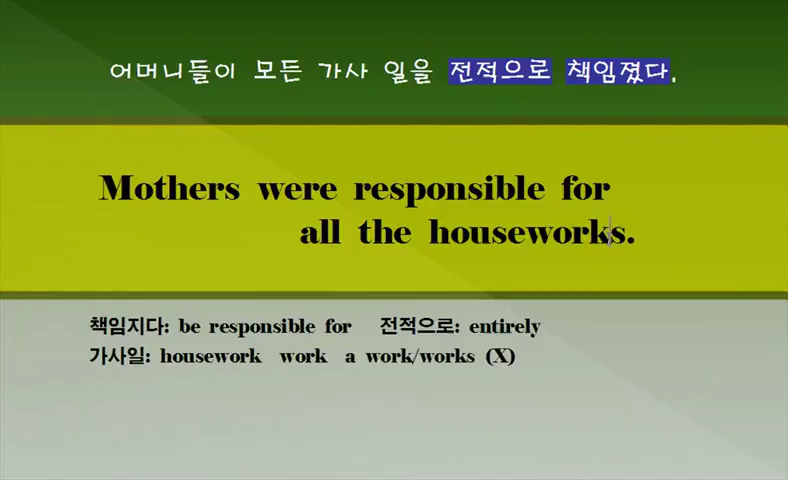 어머니들이 모든 가사 일을 전적으로 책임졌다.
Mothers were responsible for
all the houseworks.
책임지다: be responsible for 전적으로: entirely
가사일: housework work a work/works (X)